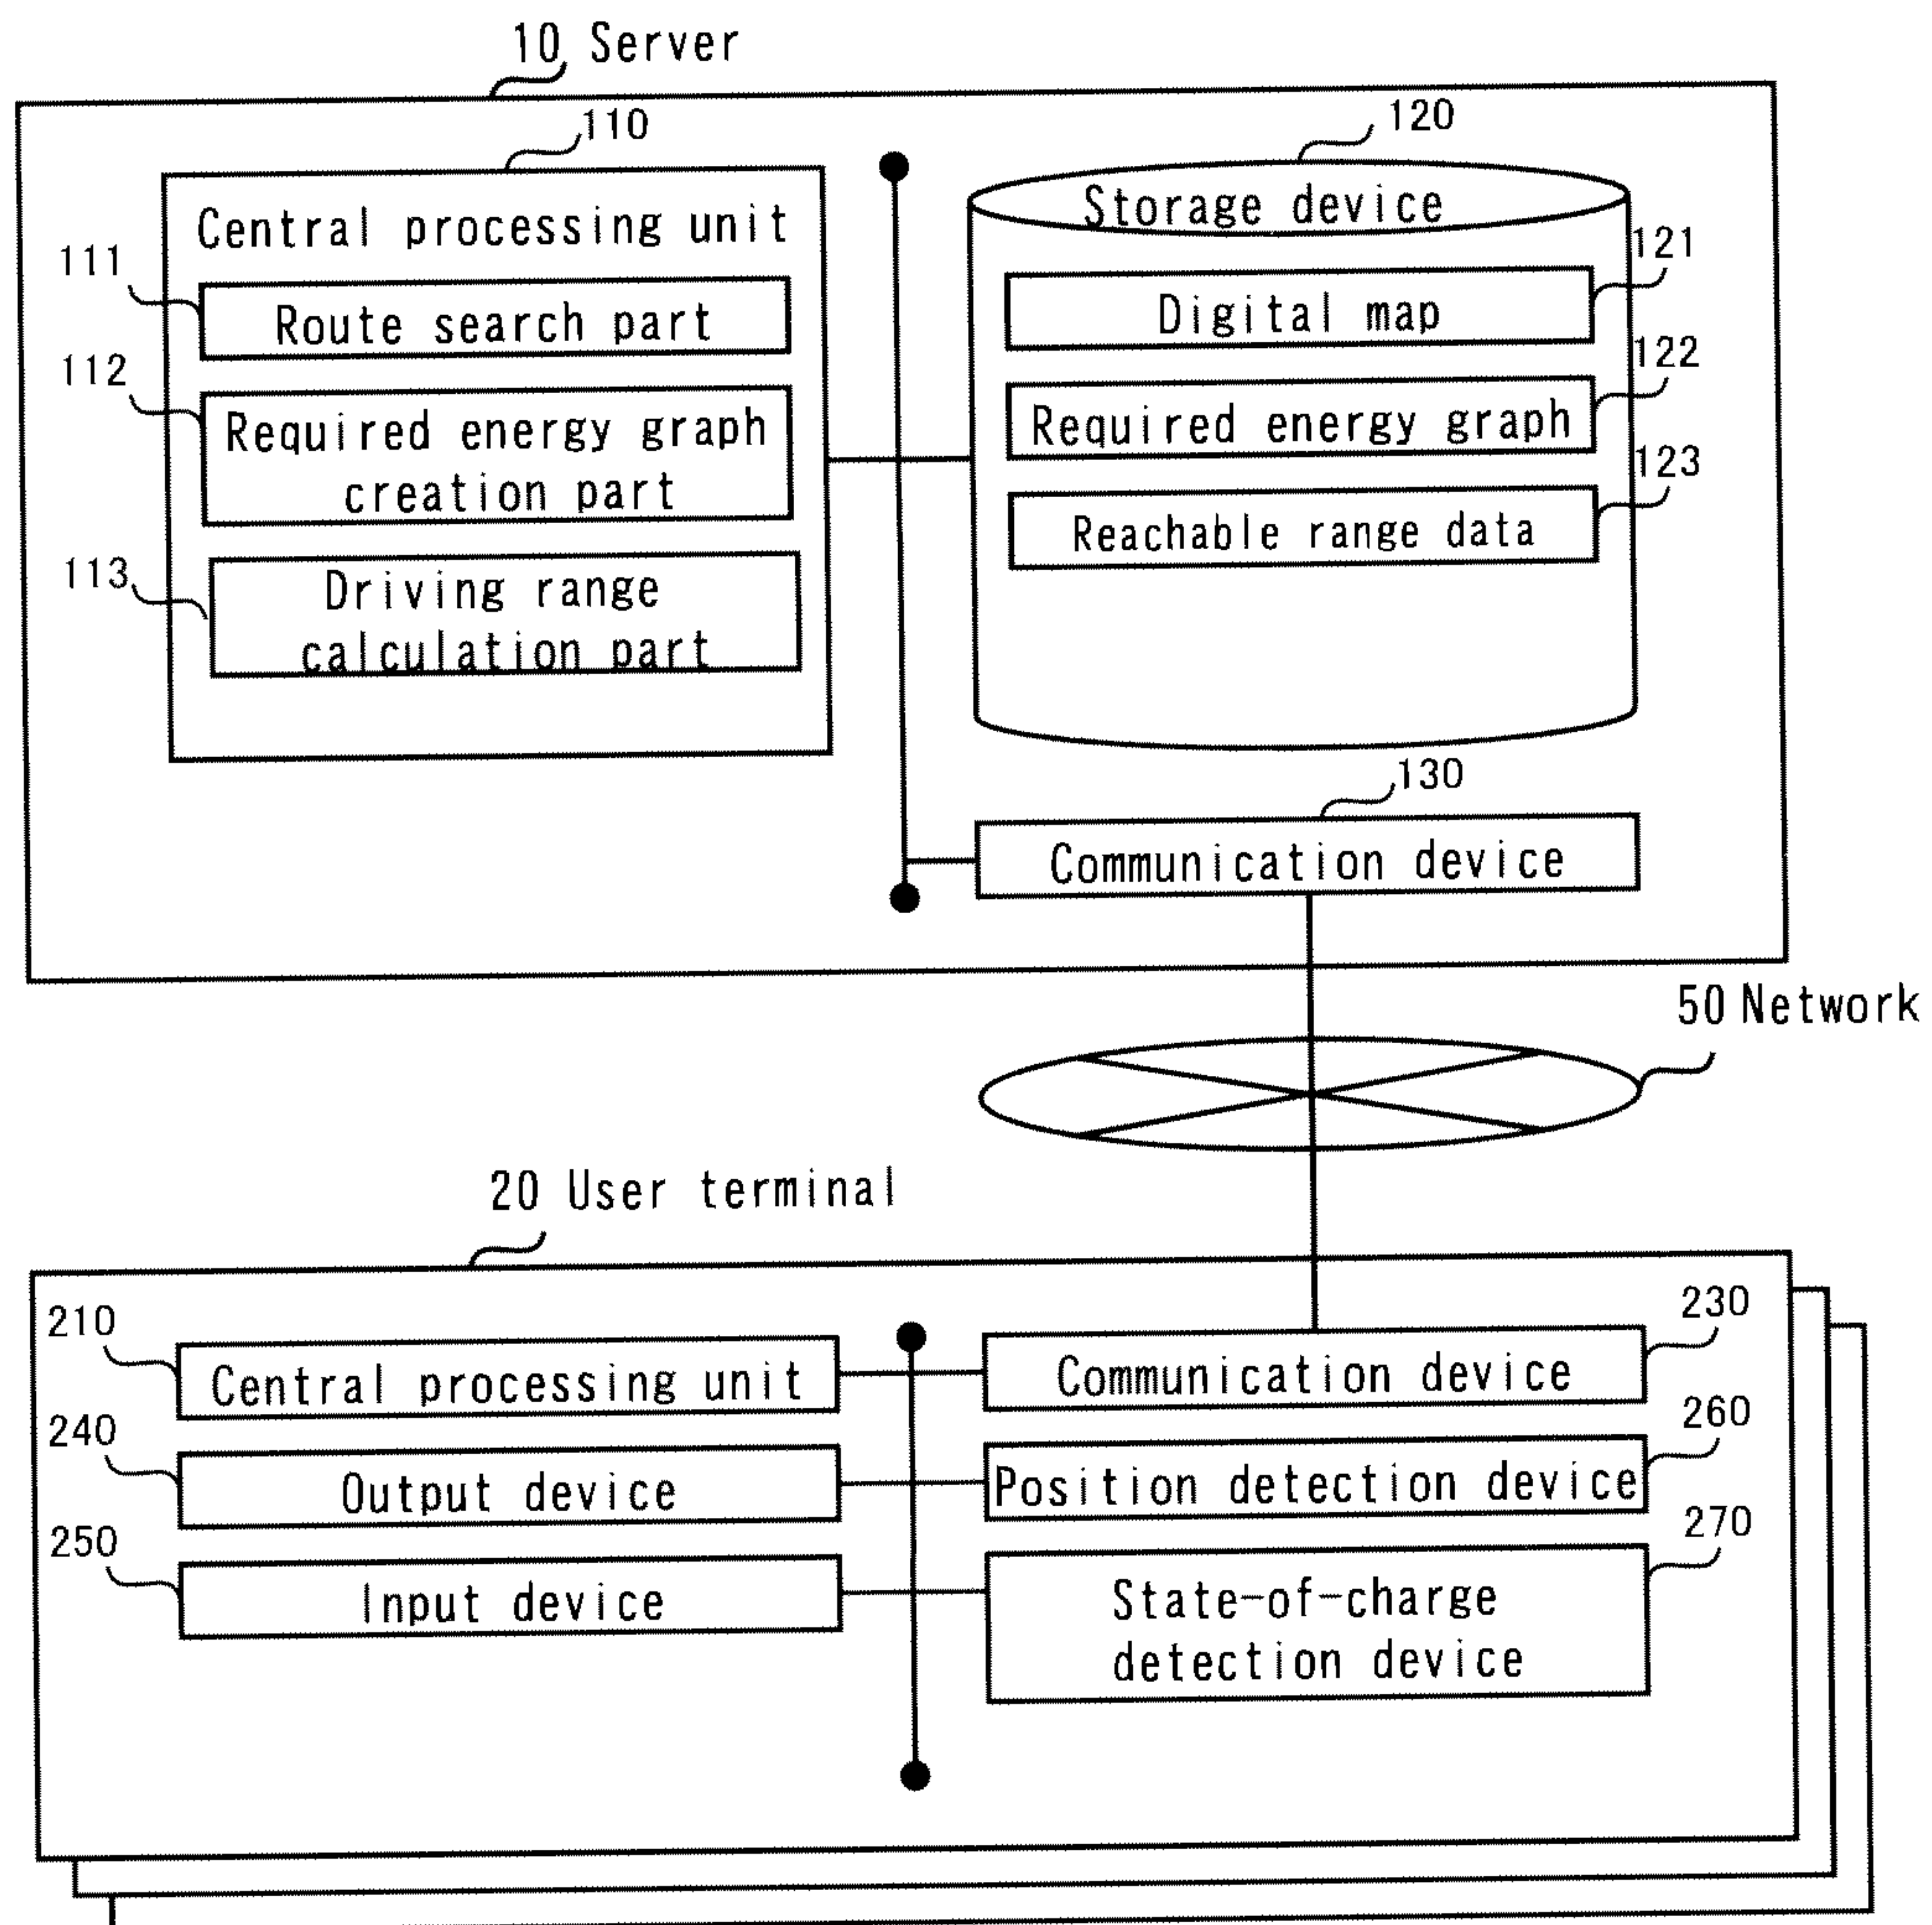 10 Server
110
120
Central processing unit
Storage device
111
121
Route search part
Digital map
112
122
Required energy graph
creation part
Required energy graph
123
113
Reachable range data
Driving range
calculation part
130
Communication device
50 Network
20 User terminal
210
230
Central processing unit
Communication device
240
260
Output device
Position detection device
250
270
Input device
State-of-charge
detection device